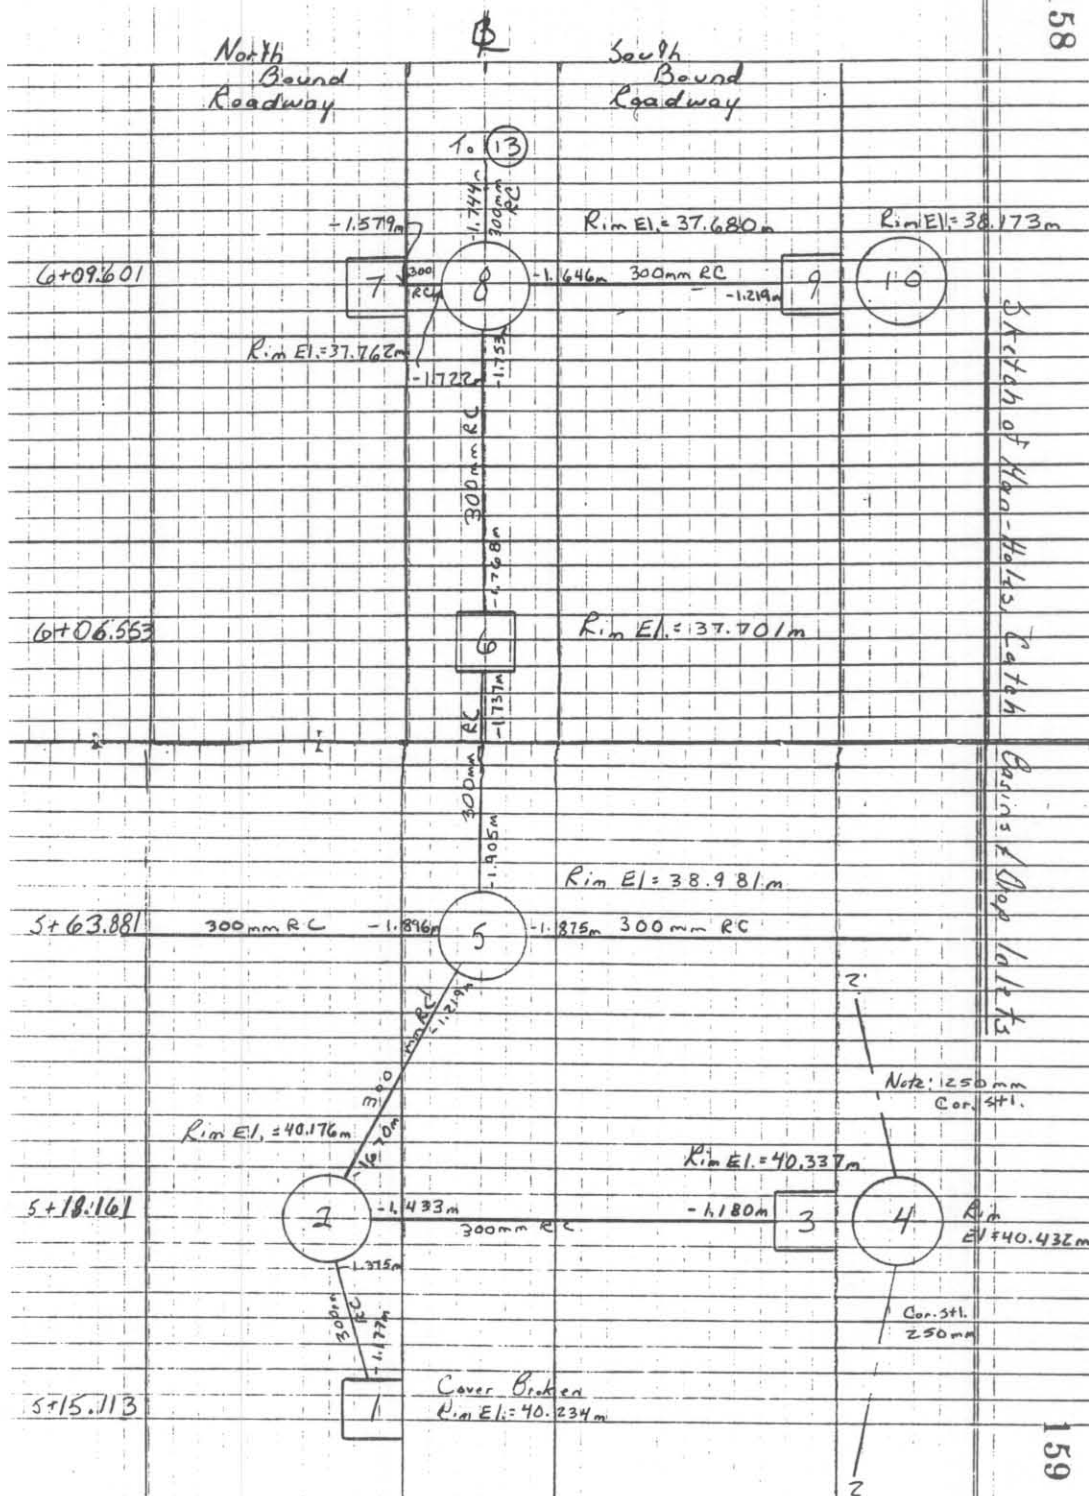 58
North
Bound
Roadway
South
Bound
Roadway
To 13
-1.744m
300mm
RC
-1.579m
Rim El.=37.680m
Rim El.=38.173m
6+09.601
7
300
RC
8
-1.646m 300mm RC
-1.219m
9
10
Rim El.=37.762m
-1.722m
-1.753m
300mm RC
-1.768m
6+06.553
6
Rim El.=37.701m
-1.737m
300mm RC
-1.905m
Rim El=38.981m
5+63.881
300mm RC
-1.896m
5
-1.875m 300mm RC
-1.219m
300 mm RC
Note: 1250mm
Cor. stl.
Rim El.=40.176m
-1.670m
Rim El.=40.337m
5+18.161
2
-1.433m
300mm RC
-1.180m
3
4
Rim
El=40.432m
-1.375m
300mm
RC
-1.177m
Cor. stl.
250mm
5+15.113
1
Cover Broken
Rim El.=40.234m
Sketch of Man-Holes, Catch Basins & Drop Inlets
159